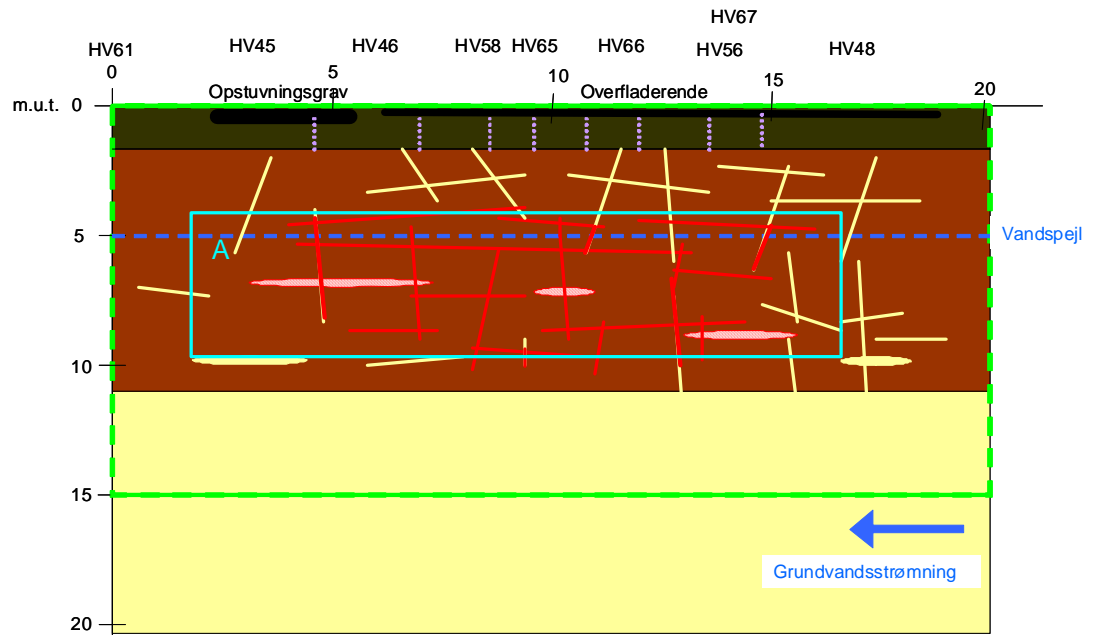 HV67
HV61 HV45 HV46 HV58 HV65 HV66 HV56 HV48
0 5 10 15 20
m.u.t. 0 Opstuvningsgrav Overfladerende
5 Vandspejl
A
10
15
Grundvandsstrømning
20